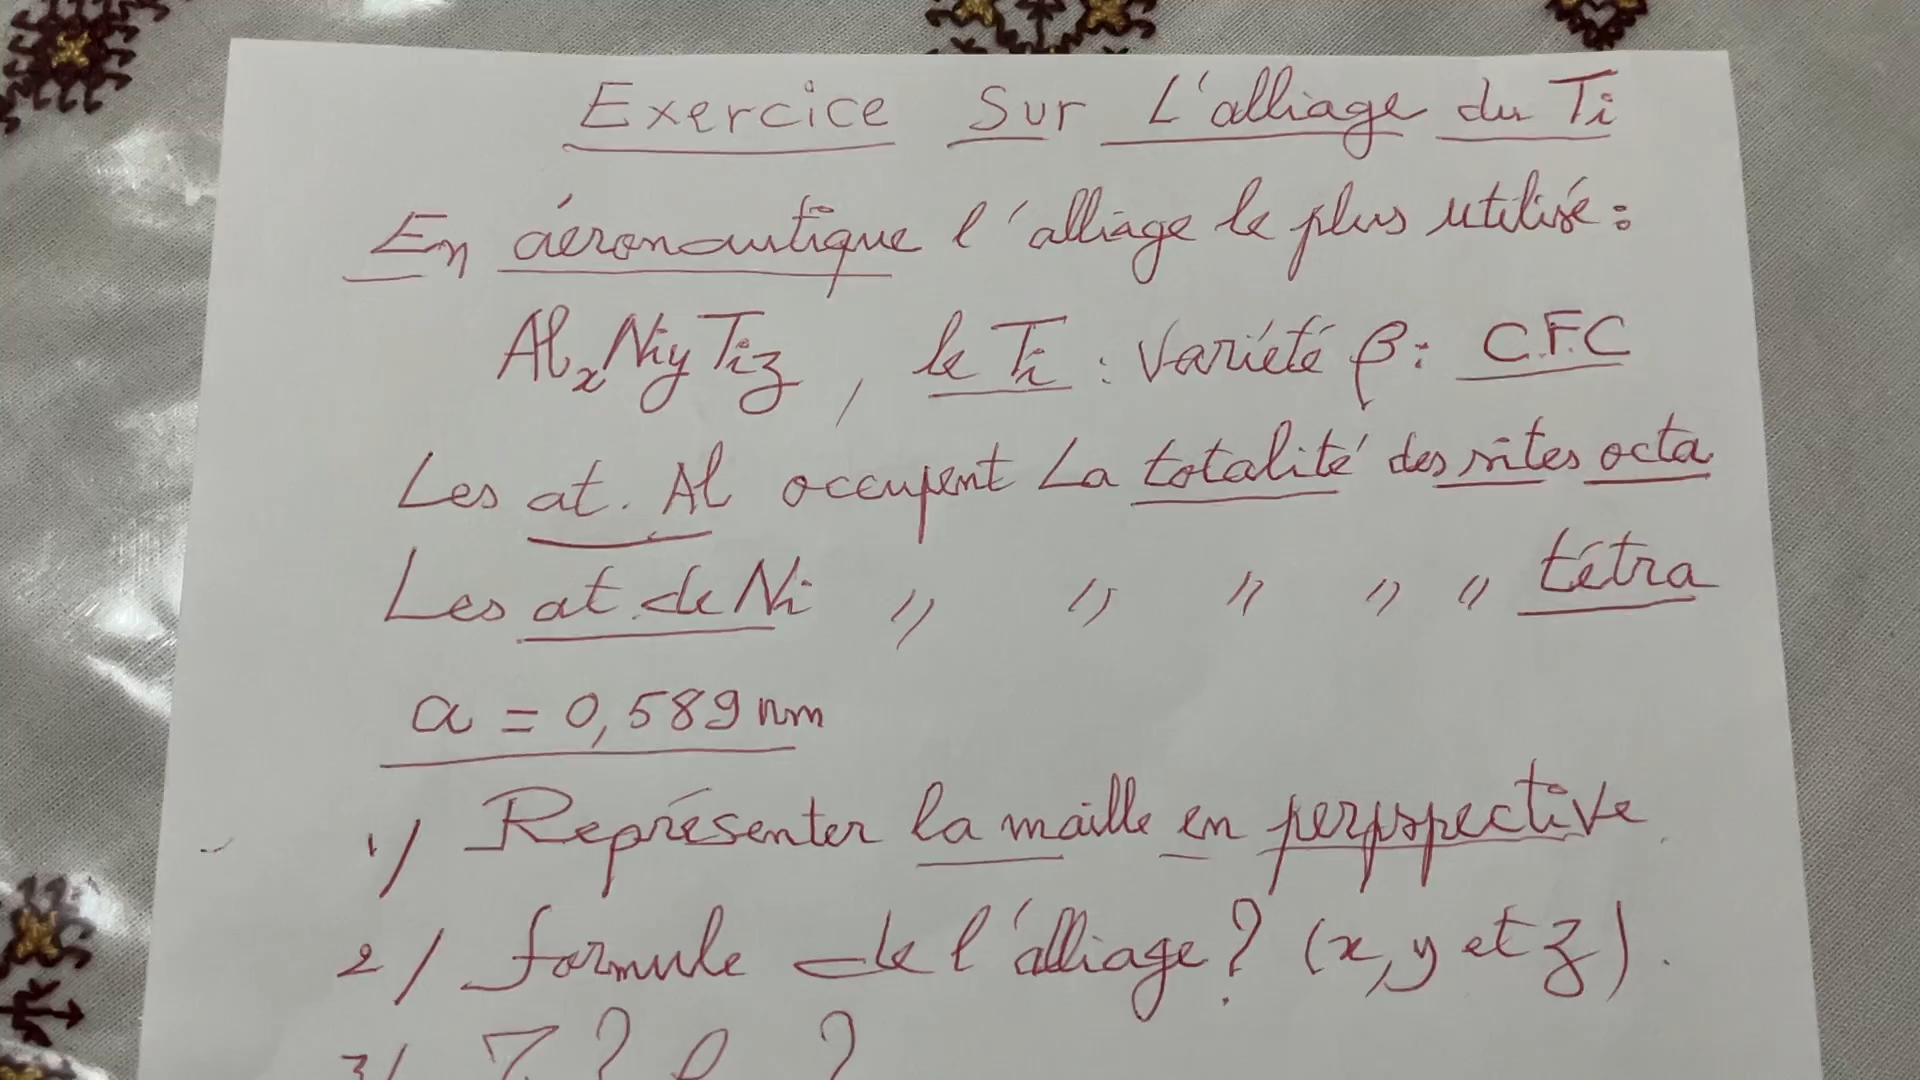 Exercice Sur L'alliage du Ti
En aéronautique l'alliage le plus utilisé :
AlxNiyTiz, le Ti : Variété β : C.F.C
Les at. Al occupent La totalité des sites octa
Les at. de Ni " " " " " tétra
a = 0,589 nm
1/ Représenter la maille en perpspective
2/ formule de l'alliage ? (x, y et z).
3/